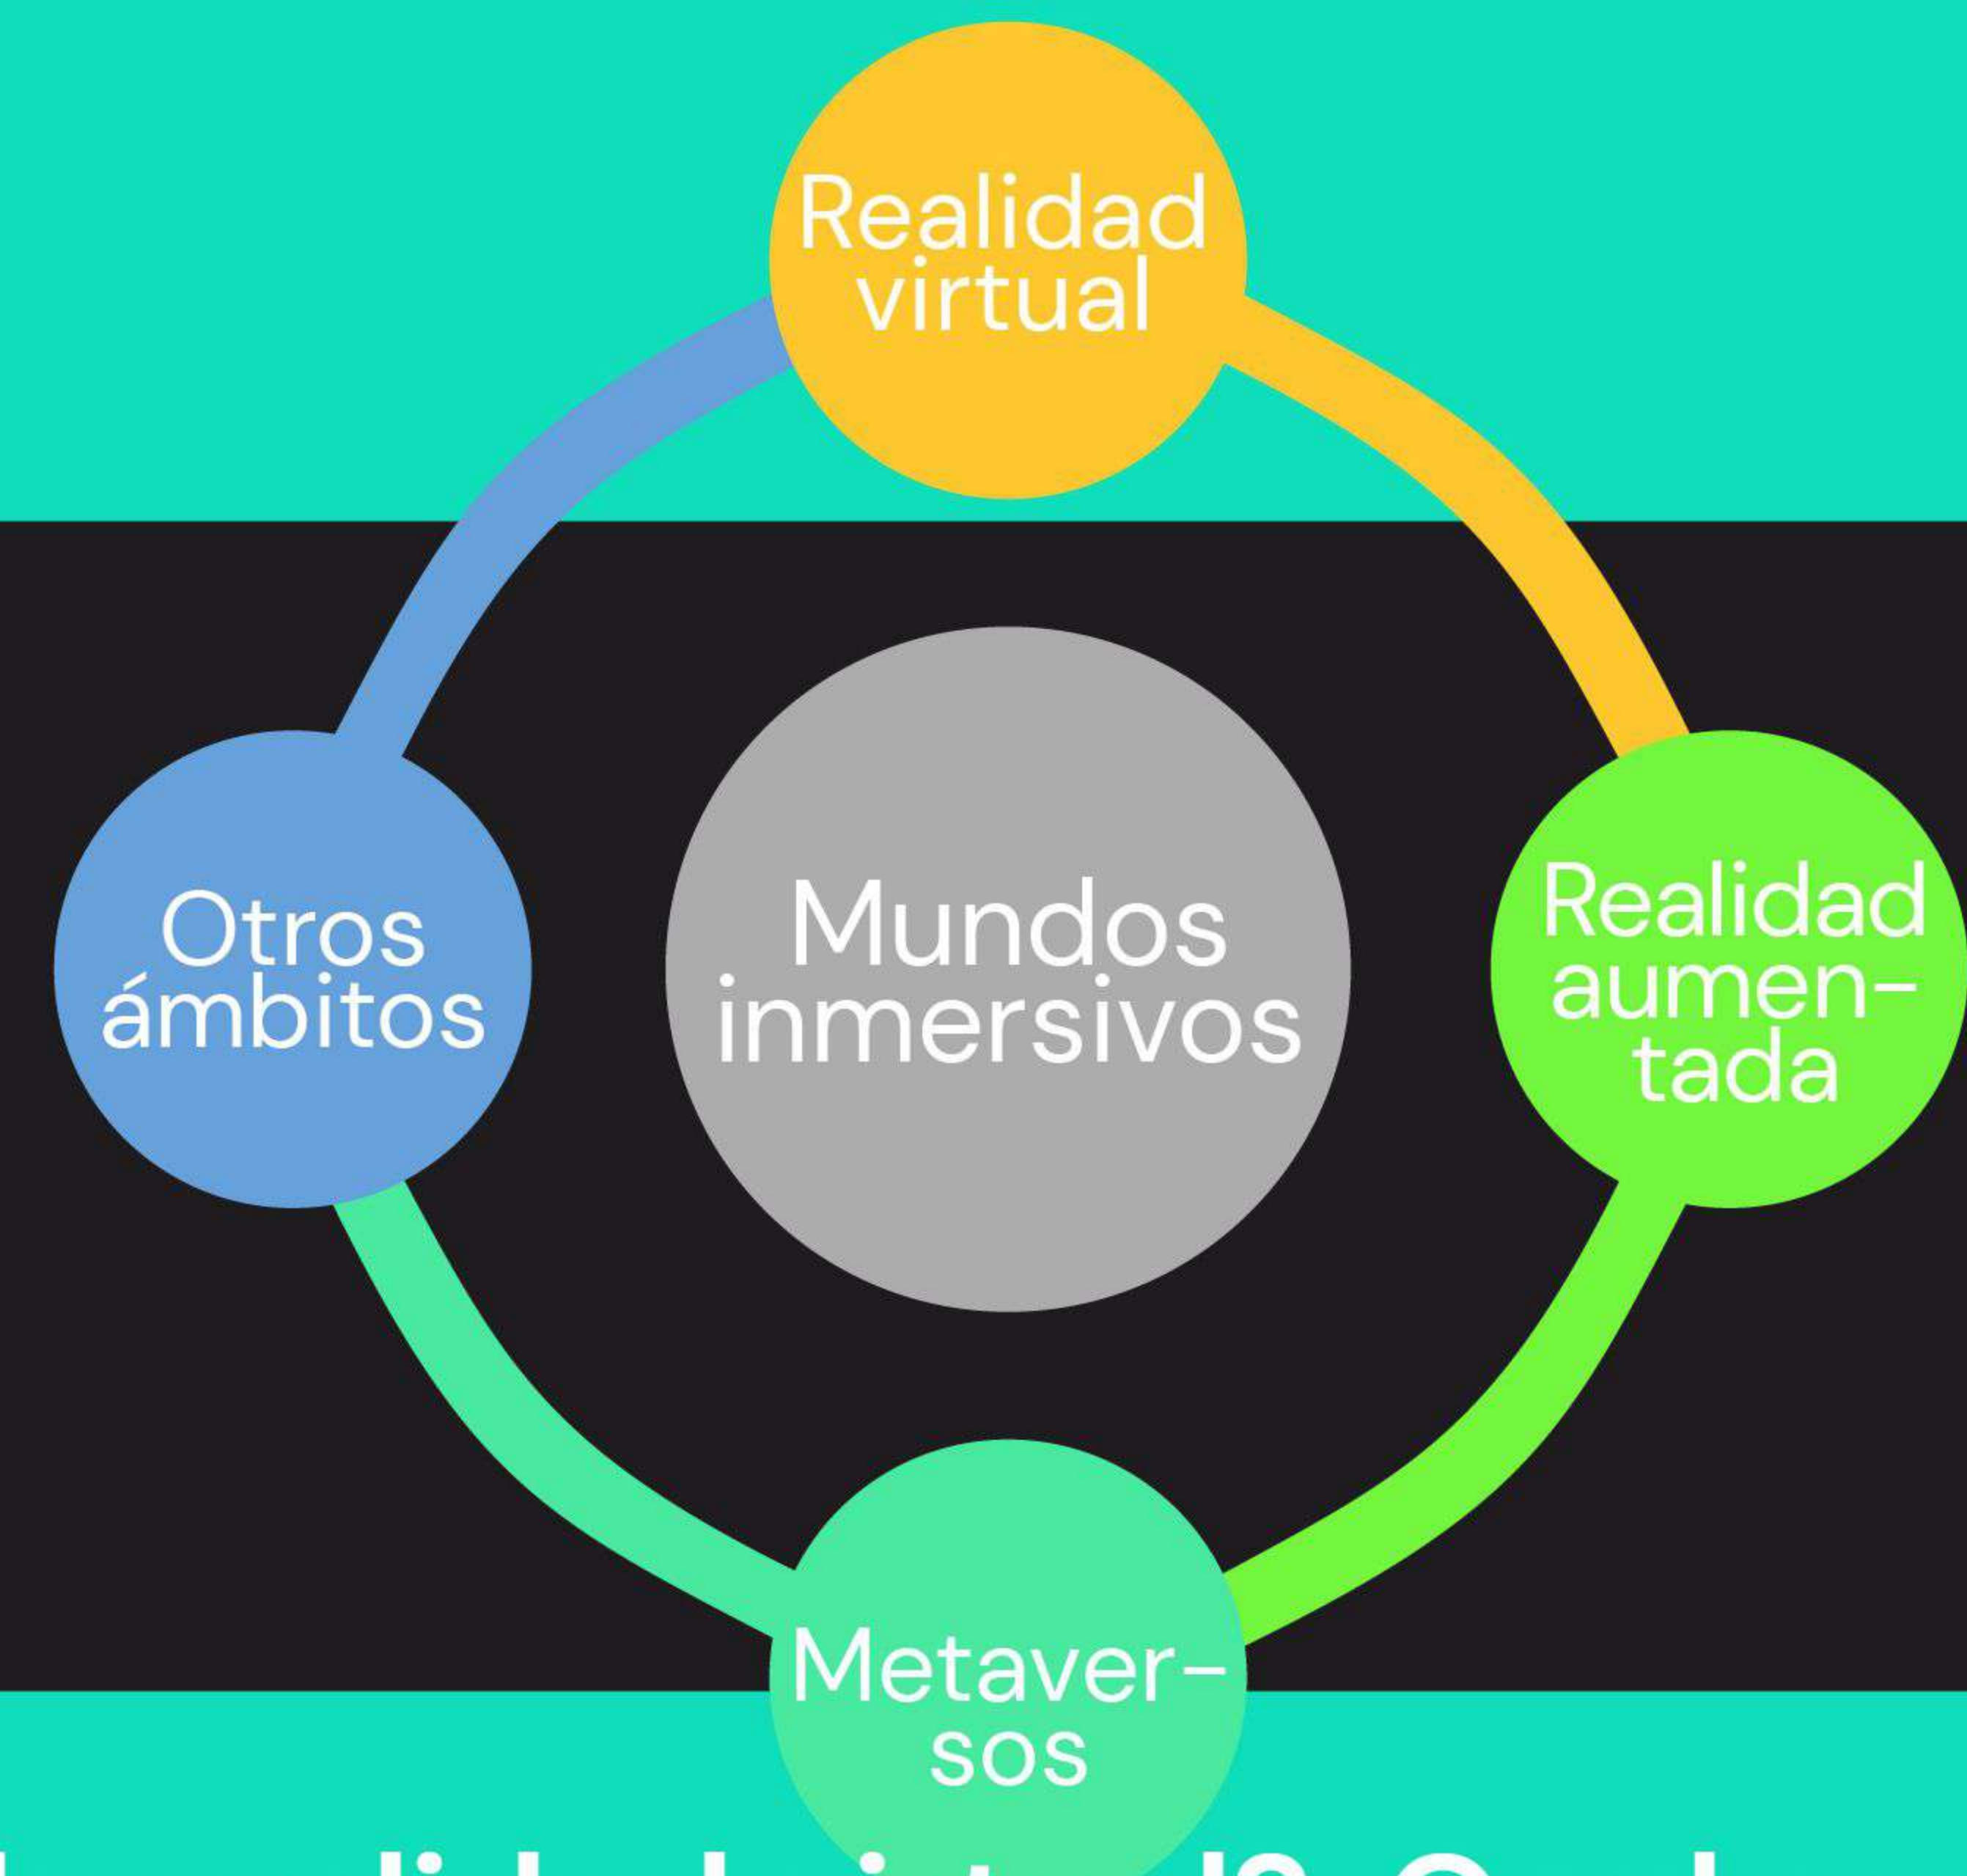 Realidad
virtual
Otros
ámbitos
Mundos
inmersivos
Realidad
aumen-
tada
Metaver-
sos